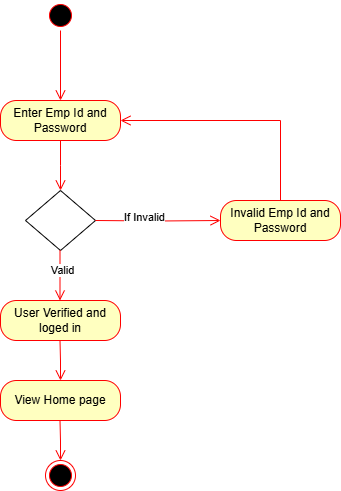 Enter Emp Id and
Password
If Invalid
Invalid Emp Id and
Password
Valid
User Verified and
loged in
View Home page